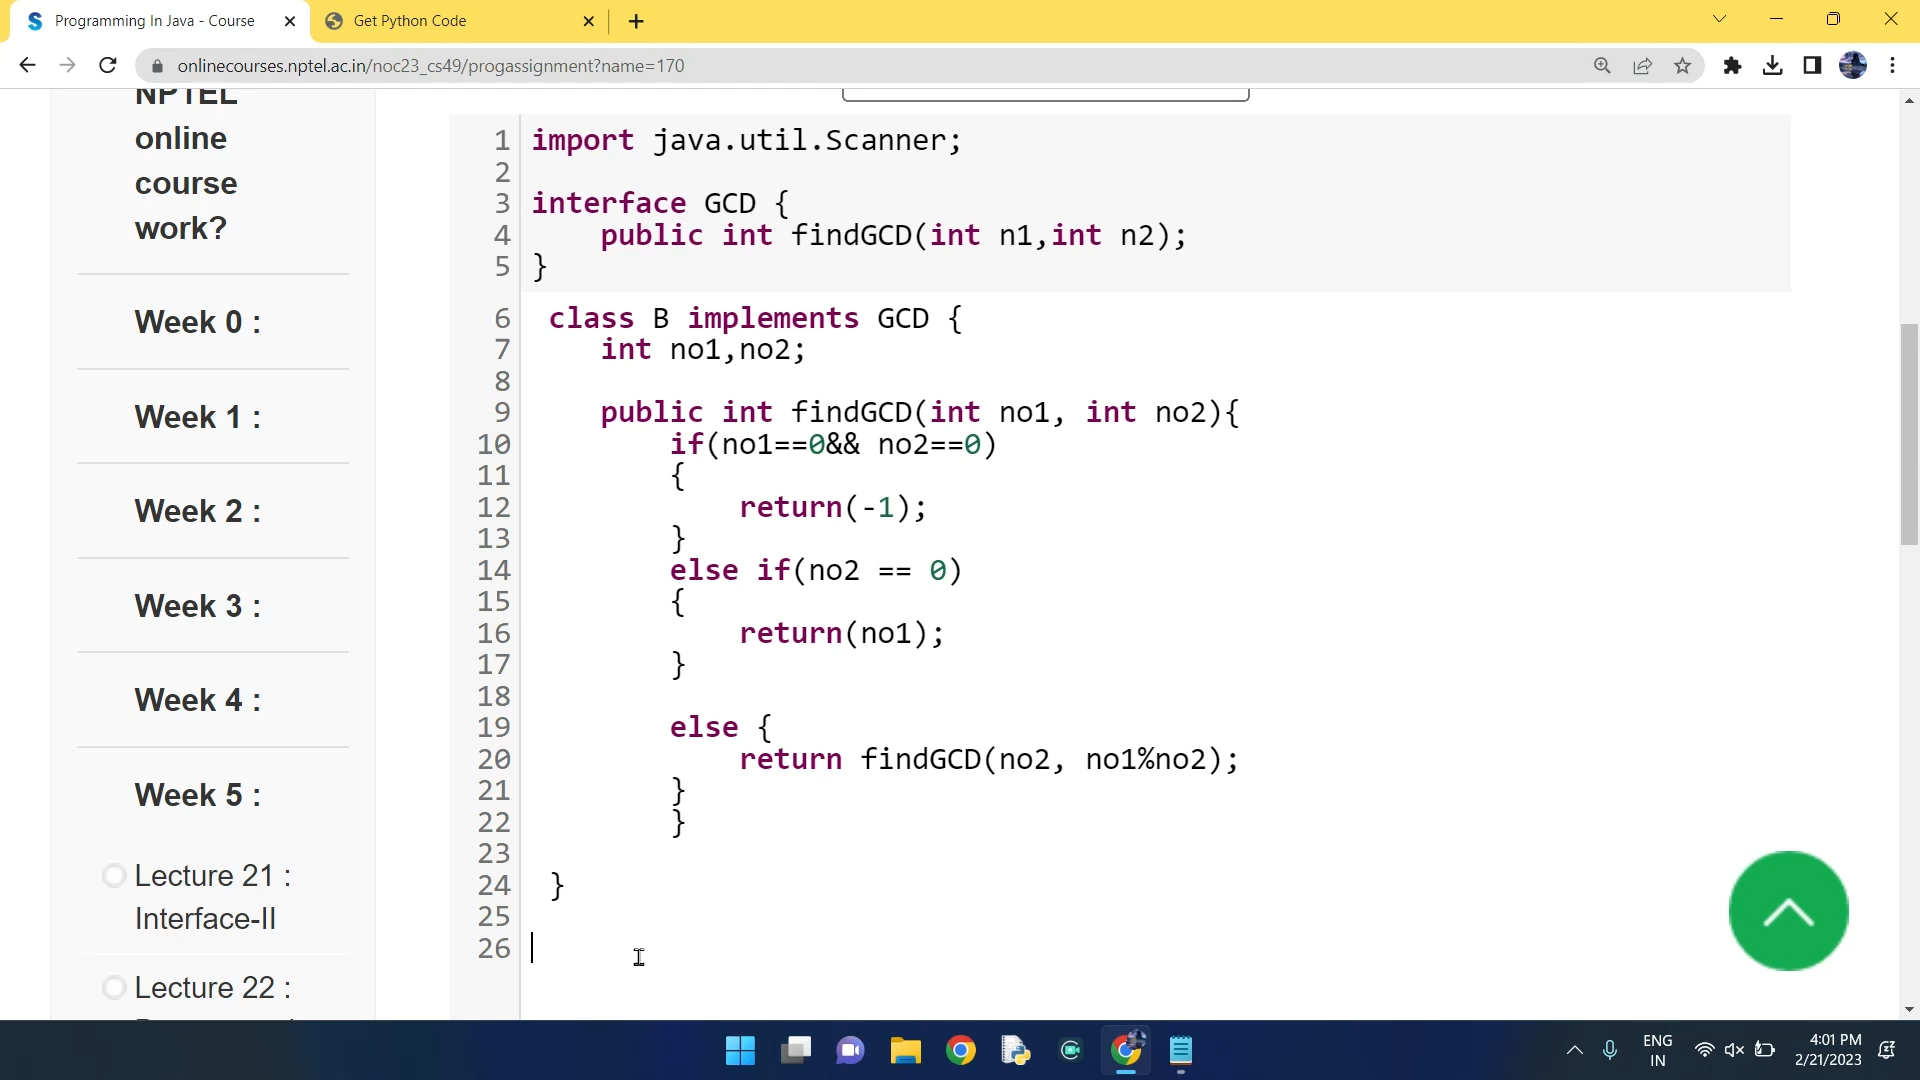 Programming In Java - Course
Get Python Code
onlinecourses.nptel.ac.in/noc23_cs49/progassignment?name=170
NPTEL
online
course
work?
Week 0 :
Week 1 :
Week 2 :
Week 3 :
Week 4 :
Week 5 :
Lecture 21 :
Interface-II
Lecture 22 :
1 import java.util.Scanner;
2
3 interface GCD {
4 public int findGCD(int n1,int n2);
5 }
6 class B implements GCD {
7 int no1,no2;
8
9 public int findGCD(int no1, int no2){
10 if(no1==0&& no2==0)
11 {
12 return(-1);
13 }
14 else if(no2 == 0)
15 {
16 return(no1);
17 }
18
19 else {
20 return findGCD(no2, no1%no2);
21 }
22 }
23
24 }
25
26
ENG
IN
4:01 PM
2/21/2023